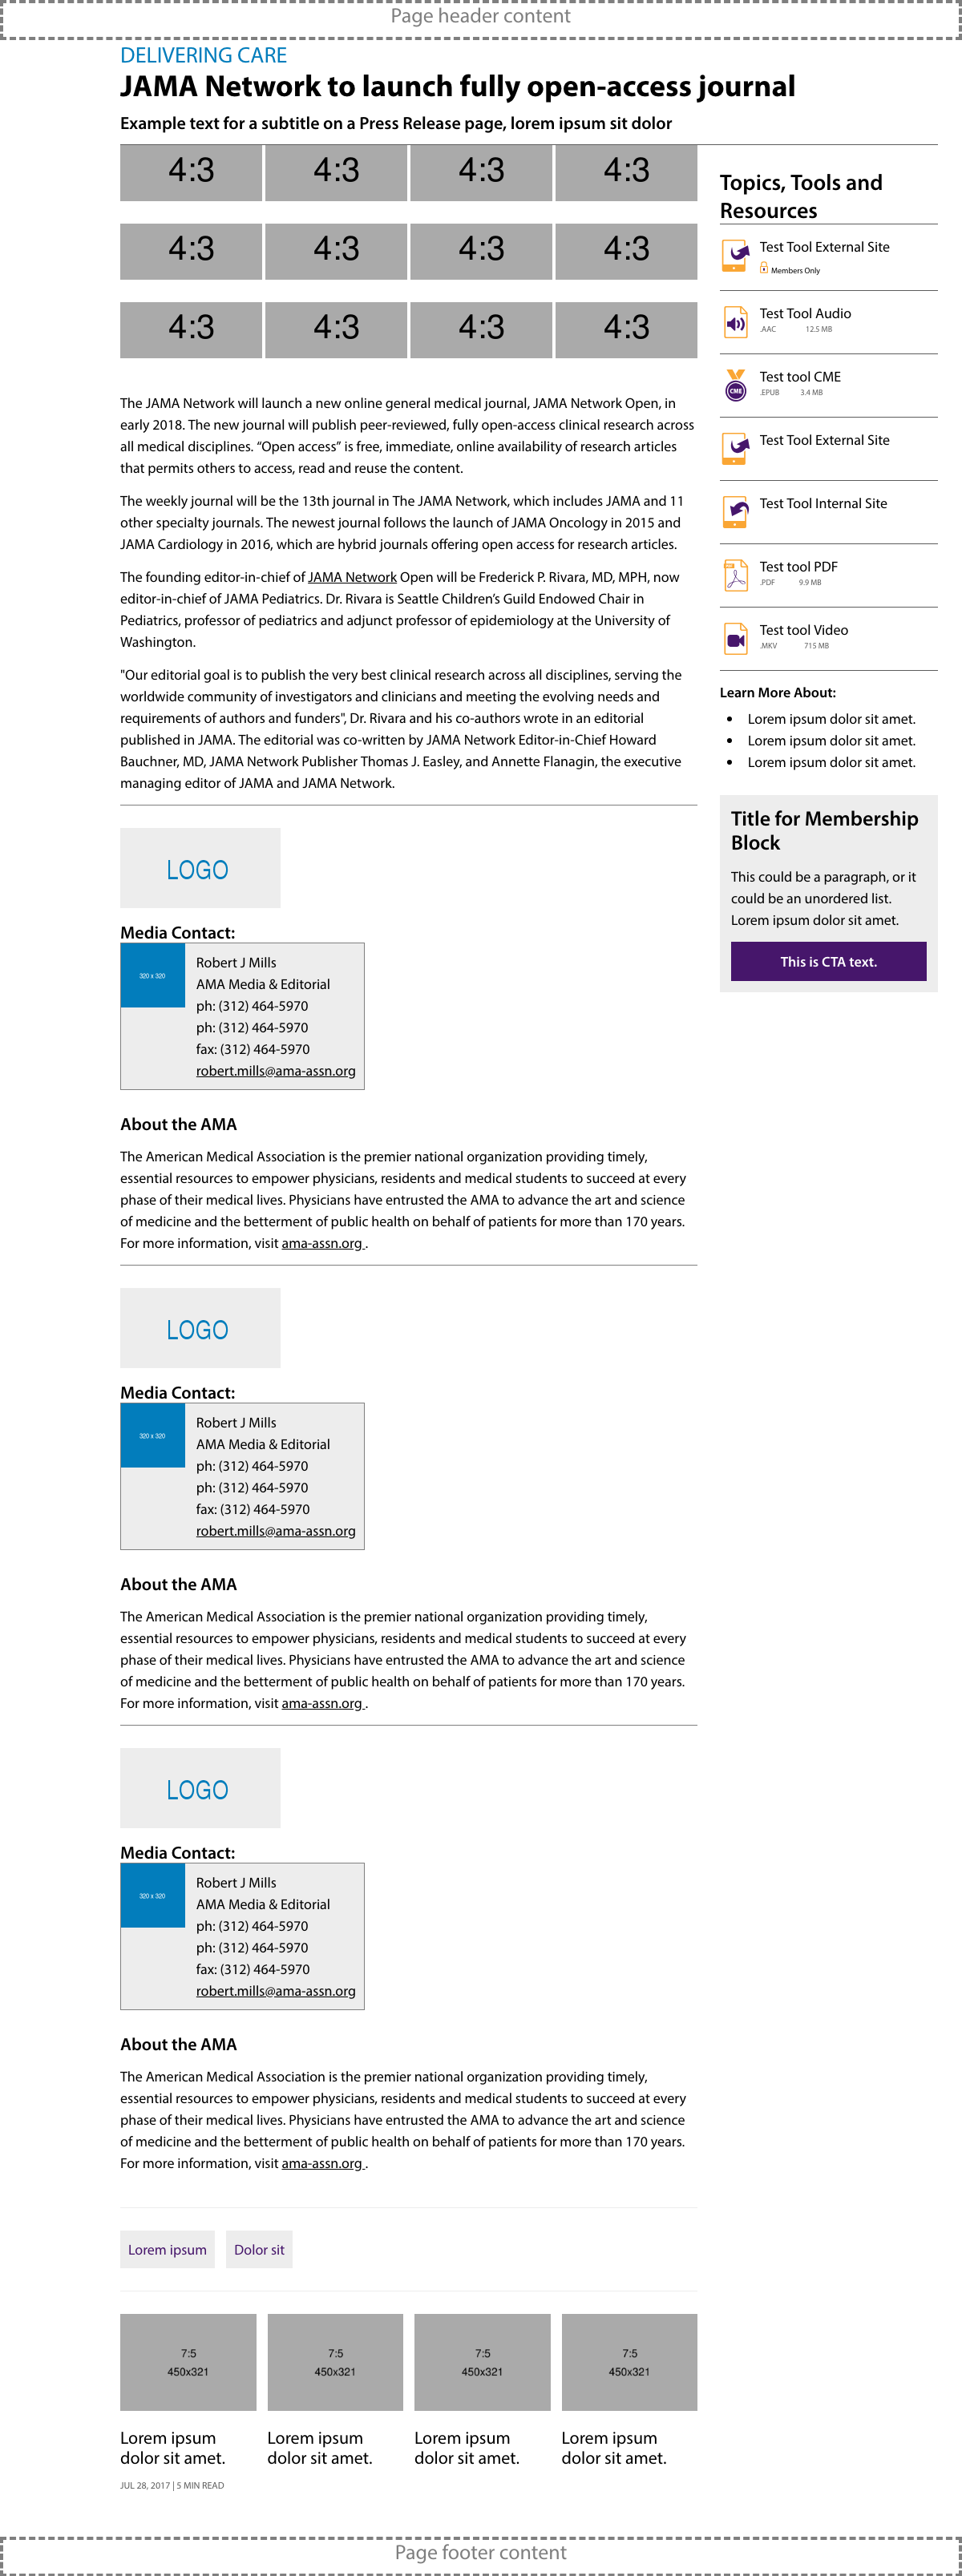 Page header content
DELIVERING CARE
JAMA Network to launch fully open-access journal
Example text for a subtitle on a Press Release page, lorem ipsum sit dolor
4:3 4:3 4:3 4:3
4:3 4:3 4:3 4:3
4:3 4:3 4:3 4:3
The JAMA Network will launch a new online general medical journal, JAMA Network Open, in
early 2018. The new journal will publish peer-reviewed, fully open-access clinical research across
all medical disciplines. “Open access” is free, immediate, online availability of research articles
that permits others to access, read and reuse the content.
The weekly journal will be the 13th journal in The JAMA Network, which includes JAMA and 11
other specialty journals. The newest journal follows the launch of JAMA Oncology in 2015 and
JAMA Cardiology in 2016, which are hybrid journals offering open access for research articles.
The founding editor-in-chief of JAMA Network Open will be Frederick P. Rivara, MD, MPH, now
editor-in-chief of JAMA Pediatrics. Dr. Rivara is Seattle Children’s Guild Endowed Chair in
Pediatrics, professor of pediatrics and adjunct professor of epidemiology at the University of
Washington.
"Our editorial goal is to publish the very best clinical research across all disciplines, serving the
worldwide community of investigators and clinicians and meeting the evolving needs and
requirements of authors and funders", Dr. Rivara and his co-authors wrote in an editorial
published in JAMA. The editorial was co-written by JAMA Network Editor-in-Chief Howard
Bauchner, MD, JAMA Network Publisher Thomas J. Easley, and Annette Flanagin, the executive
managing editor of JAMA and JAMA Network.
LOGO
Media Contact:
320 x 320
Robert J Mills
AMA Media & Editorial
ph: (312) 464-5970
ph: (312) 464-5970
fax: (312) 464-5970
robert.mills@ama-assn.org
About the AMA
The American Medical Association is the premier national organization providing timely,
essential resources to empower physicians, residents and medical students to succeed at every
phase of their medical lives. Physicians have entrusted the AMA to advance the art and science
of medicine and the betterment of public health on behalf of patients for more than 170 years.
For more information, visit ama-assn.org .
LOGO
Media Contact:
320 x 320
Robert J Mills
AMA Media & Editorial
ph: (312) 464-5970
ph: (312) 464-5970
fax: (312) 464-5970
robert.mills@ama-assn.org
About the AMA
The American Medical Association is the premier national organization providing timely,
essential resources to empower physicians, residents and medical students to succeed at every
phase of their medical lives. Physicians have entrusted the AMA to advance the art and science
of medicine and the betterment of public health on behalf of patients for more than 170 years.
For more information, visit ama-assn.org .
LOGO
Media Contact:
320 x 320
Robert J Mills
AMA Media & Editorial
ph: (312) 464-5970
ph: (312) 464-5970
fax: (312) 464-5970
robert.mills@ama-assn.org
About the AMA
The American Medical Association is the premier national organization providing timely,
essential resources to empower physicians, residents and medical students to succeed at every
phase of their medical lives. Physicians have entrusted the AMA to advance the art and science
of medicine and the betterment of public health on behalf of patients for more than 170 years.
For more information, visit ama-assn.org .
Lorem ipsum Dolor sit
7:5 7:5 7:5 7:5
450x321 450x321 450x321 450x321
Lorem ipsum Lorem ipsum Lorem ipsum Lorem ipsum
dolor sit amet. dolor sit amet. dolor sit amet. dolor sit amet.
JUL 28, 2017 | 5 MIN READ
Topics, Tools and
Resources
Test Tool External Site
Members Only
Test Tool Audio
.AAC 12.5 MB
CME
Test tool CME
.EPUB 3.4 MB
Test Tool External Site
Test Tool Internal Site
Test tool PDF
.PDF 9.9 MB
Test tool Video
.MKV 715 MB
Learn More About:
• Lorem ipsum dolor sit amet.
• Lorem ipsum dolor sit amet.
• Lorem ipsum dolor sit amet.
Title for Membership
Block
This could be a paragraph, or it
could be an unordered list.
Lorem ipsum dolor sit amet.
This is CTA text.
Page footer content